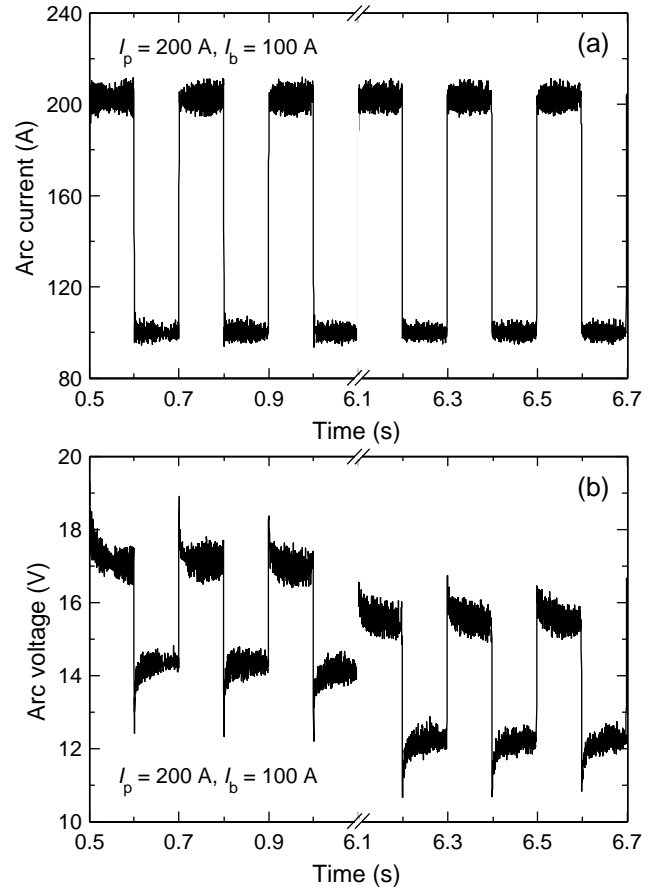 240
200
160
120
80
Arc current (A)
I_p = 200 A, I_b = 100 A
(a)
0.5 0.7 0.9 6.1 6.3 6.5 6.7
Time (s)
20
18
16
14
12
10
Arc voltage (V)
(b)
I_p = 200 A, I_b = 100 A
0.5 0.7 0.9 6.1 6.3 6.5 6.7
Time (s)